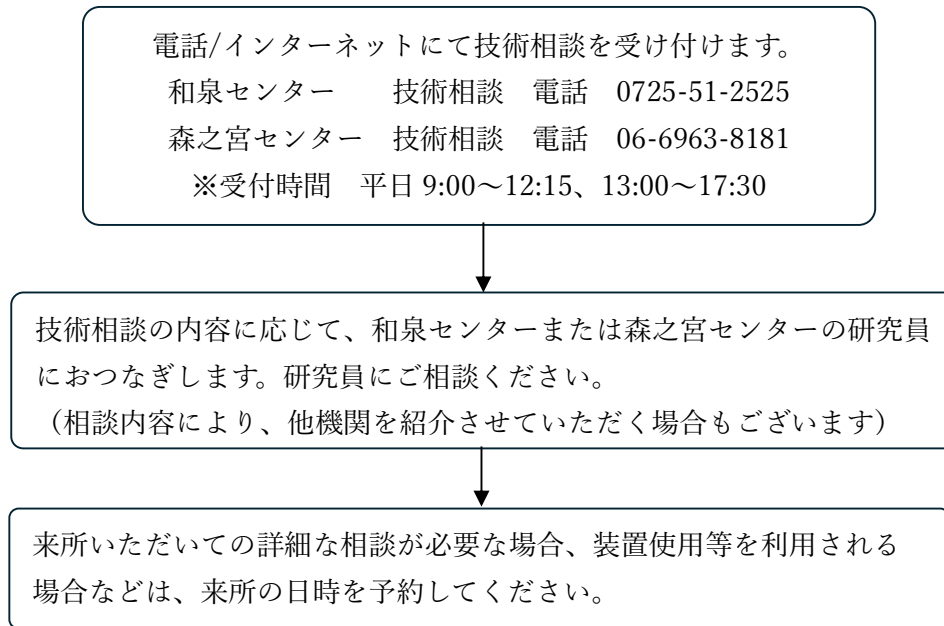 電話/インターネットにて技術相談を受け付けます。
和泉センター　　技術相談　電話　0725-51-2525
森之宮センター　技術相談　電話　06-6963-8181
※受付時間　平日 9:00～12:15、13:00～17:30
技術相談の内容に応じて、和泉センターまたは森之宮センターの研究員
におつなぎします。研究員にご相談ください。
（相談内容により、他機関を紹介させていただく場合もございます）
来所いただいての詳細な相談が必要な場合、装置使用等を利用される
場合などは、来所の日時を予約してください。